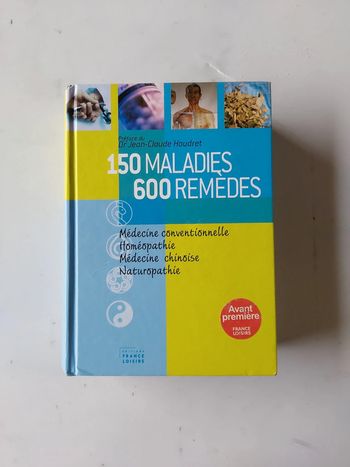 Préface du
Dr Jean-Claude Houdret
150 MALADIES
600 REMÈDES
Médecine conventionnelle
Homéopathie
Médecine chinoise
Naturopathie
Avant
première
FRANCE
LOISIRS
EDITIONS
FRANCE
LOISIRS